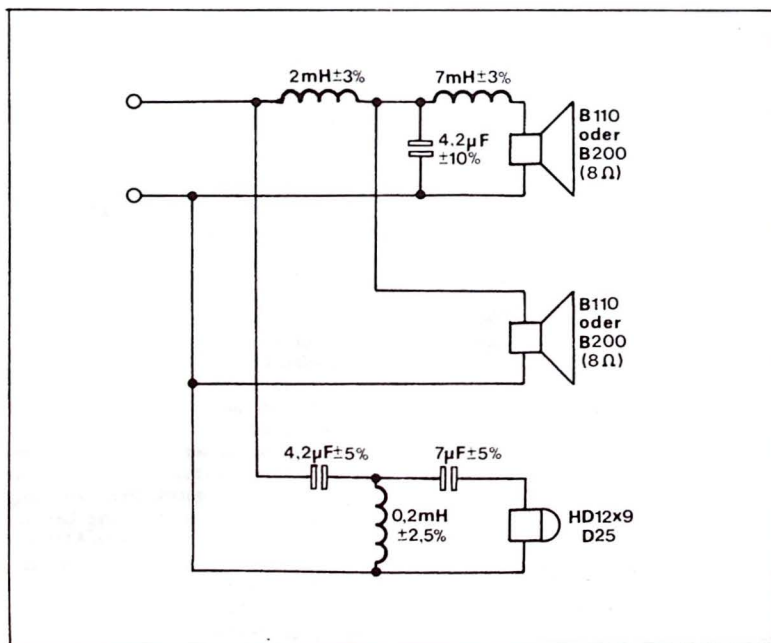 2mH±3%
7mH±3%
4.2µF
±10%
B110
oder
B200
(8Ω)
B110
oder
B200
(8Ω)
4,2µF±5%
7µF±5%
0,2mH
±2,5%
HD12x9
D25